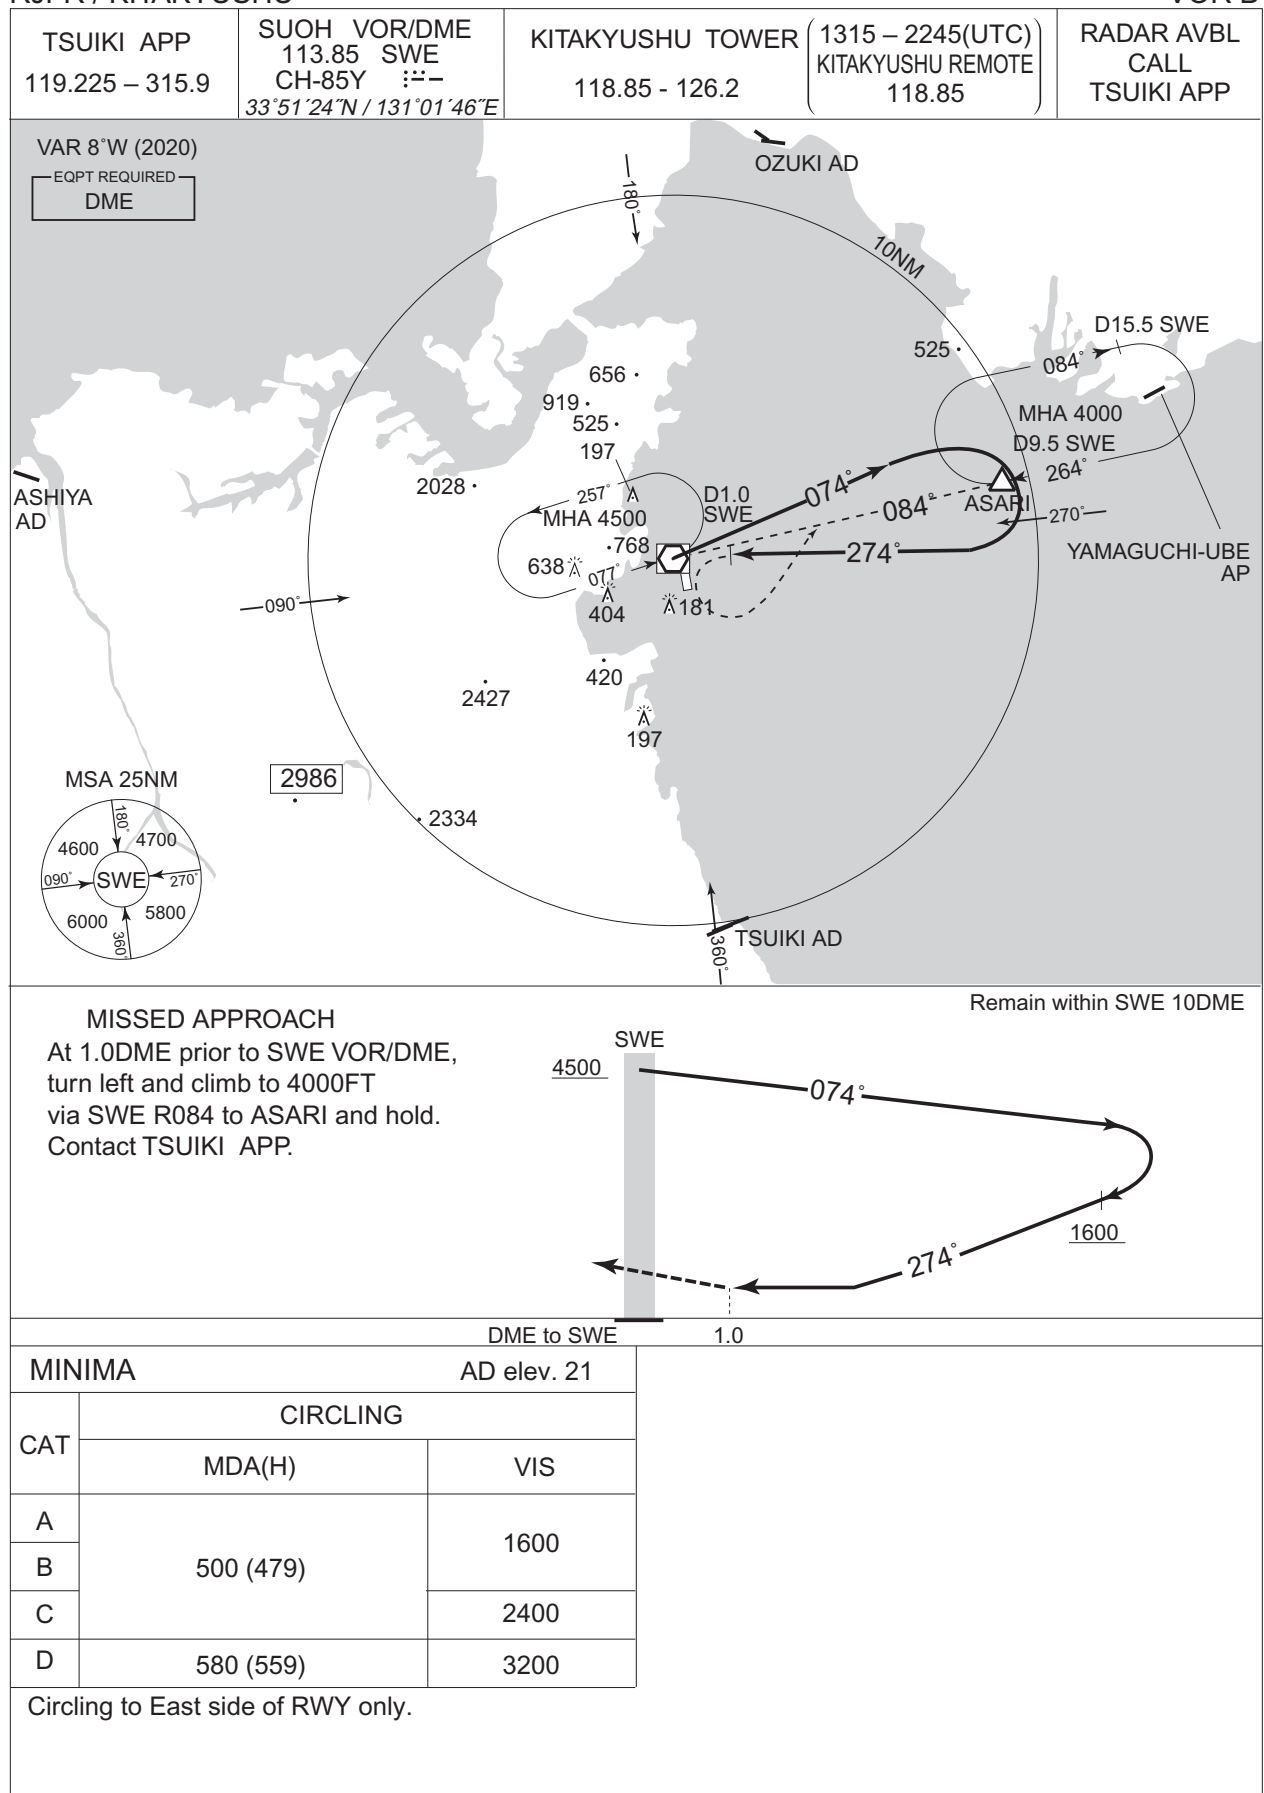 TSUIKI APP
119.225 – 315.9
SUOH VOR/DME
113.85 SWE
CH-85Y
33°51´24˝N / 131°01´46˝E
KITAKYUSHU TOWER
118.85 - 126.2
1315 – 2245(UTC)
KITAKYUSHU REMOTE
118.85
RADAR AVBL
CALL
TSUIKI APP
VAR 8°W (2020)
EQPT REQUIRED
DME
OZUKI AD
180°
10NM
D15.5 SWE
525
084°
656
919
525
197
MHA 4000
D9.5 SWE
264°
2028
257°
D1.0
SWE
074°
084°
ASARI
270°
ASHIYA
AD
MHA 4500
768
638
077°
274°
YAMAGUCHI-UBE
AP
090°
404
181
420
2427
197
MSA 25NM
2986
2334
180°
4600
4700
090°
SWE
270°
6000
5800
360°
TSUIKI AD
360°
MISSED APPROACH
At 1.0DME prior to SWE VOR/DME,
turn left and climb to 4000FT
via SWE R084 to ASARI and hold.
Contact TSUIKI APP.
Remain within SWE 10DME
SWE
4500
074°
1600
274°
DME to SWE 1.0
MINIMA AD elev. 21
CAT
CIRCLING
MDA(H) VIS
A
B
500 (479)
1600
C
2400
D 580 (559) 3200
Circling to East side of RWY only.